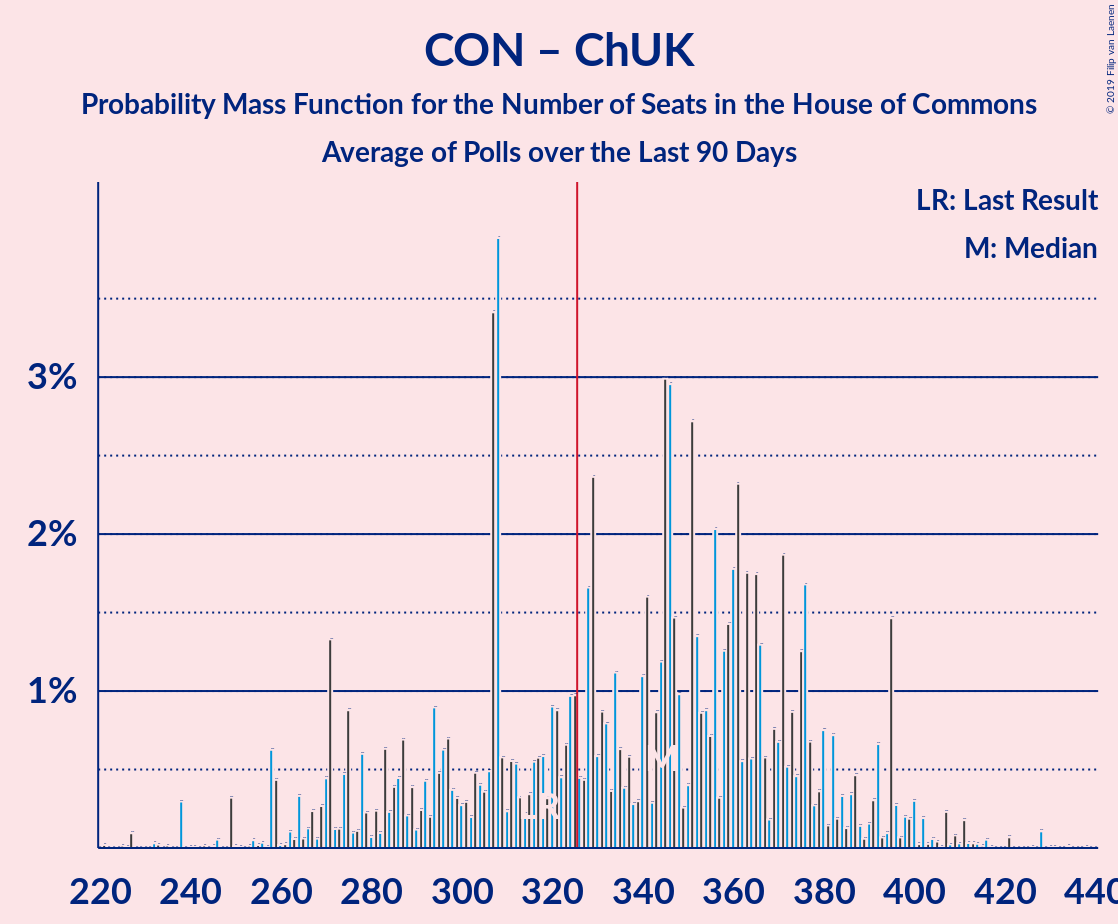 CON – ChUK
Probability Mass Function for the Number of Seats in the House of Commons
Average of Polls over the Last 90 Days
© 2019 Filip van Laenen
LR: Last Result
M: Median
3%
2%
1%
LR
M
220 240 260 280 300 320 340 360 380 400 420 440